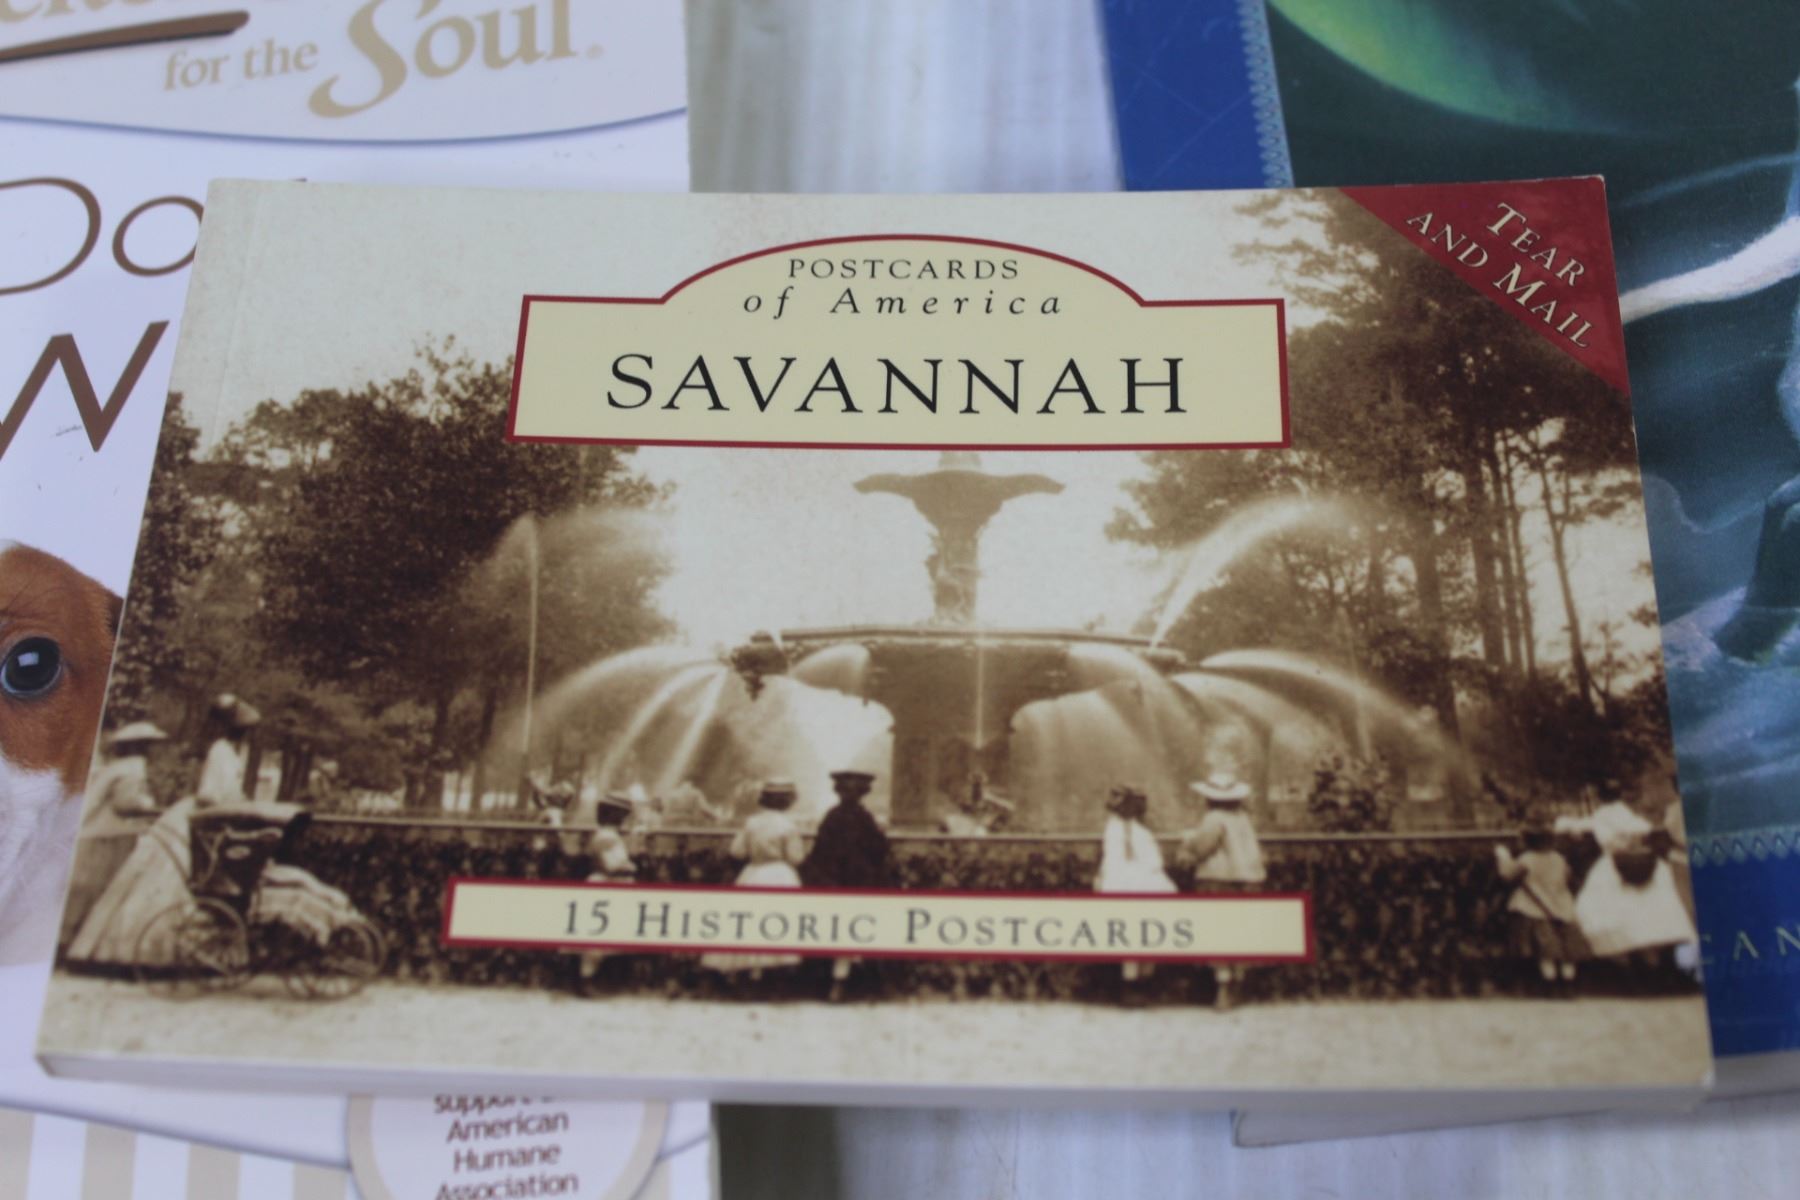 for the Soul®
POSTCARDS
of America
SAVANNAH
TEAR
AND MAIL
15 HISTORIC POSTCARDS
American
Humane
Association